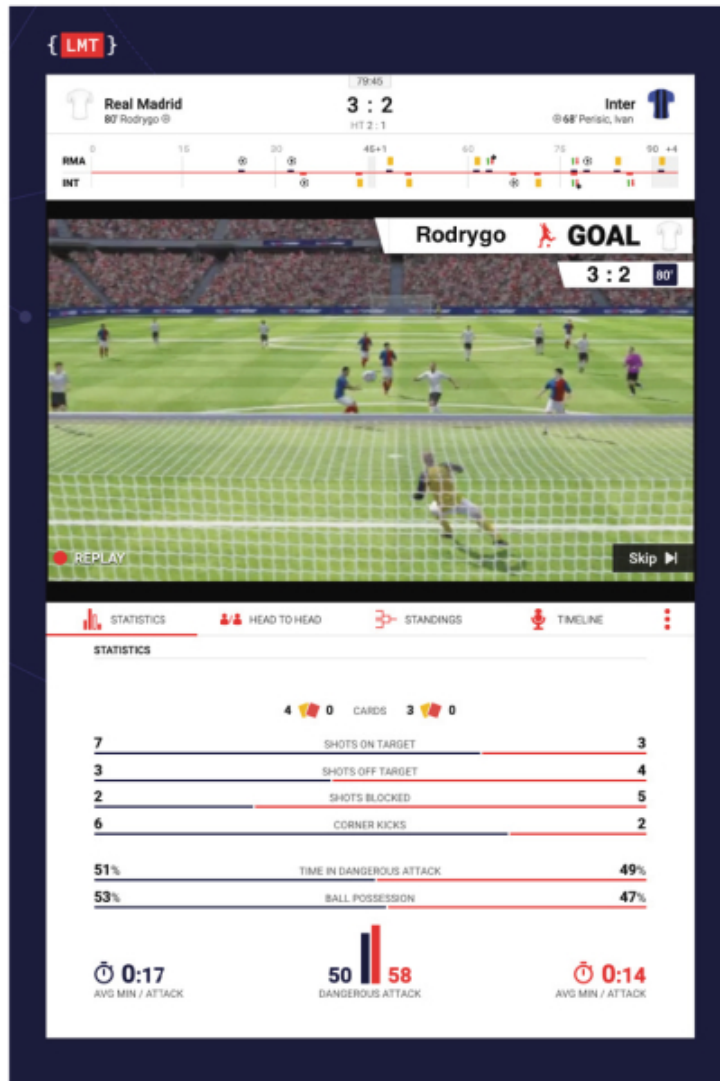 { LMT }
79:45
Real Madrid 3 : 2 Inter
80' Rodrygo HT 2 : 1 68' Perisic, Ivan
0 15 30 45+1 60 75 90 +4
RMA
INT
Rodrygo GOAL
3 : 2 80'
REPLAY Skip
STATISTICS HEAD TO HEAD STANDINGS TIMELINE
STATISTICS
4 0 CARDS 3 0
7 SHOTS ON TARGET 3
3 SHOTS OFF TARGET 4
2 SHOTS BLOCKED 5
6 CORNER KICKS 2
51% TIME IN DANGEROUS ATTACK 49%
53% BALL POSSESSION 47%
0:17 50 58 0:14
AVG MIN / ATTACK DANGEROUS ATTACK AVG MIN / ATTACK